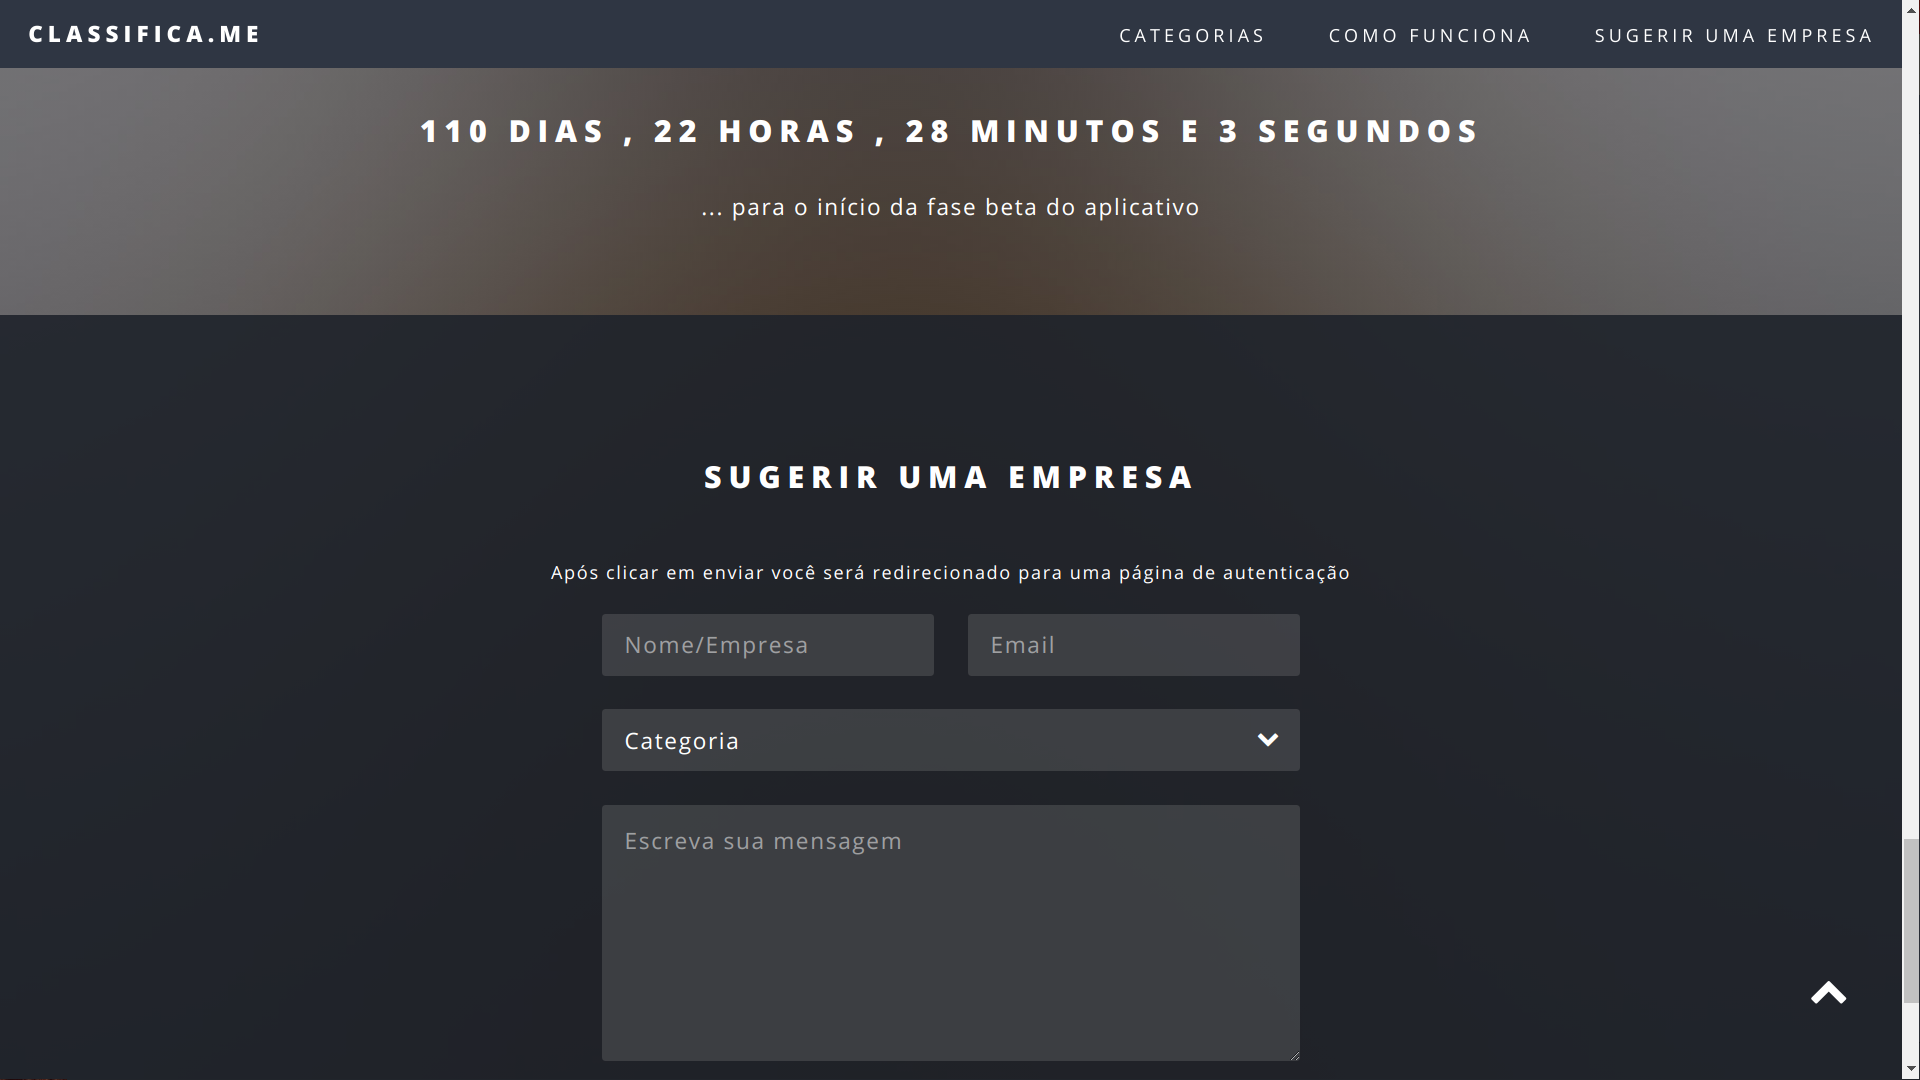 CLASSIFICA.ME
CATEGORIAS
COMO FUNCIONA
SUGERIR UMA EMPRESA
110 DIAS , 22 HORAS , 28 MINUTOS E 3 SEGUNDOS
... para o início da fase beta do aplicativo
SUGERIR UMA EMPRESA
Após clicar em enviar você será redirecionado para uma página de autenticação
Nome/Empresa
Email
Categoria
Escreva sua mensagem